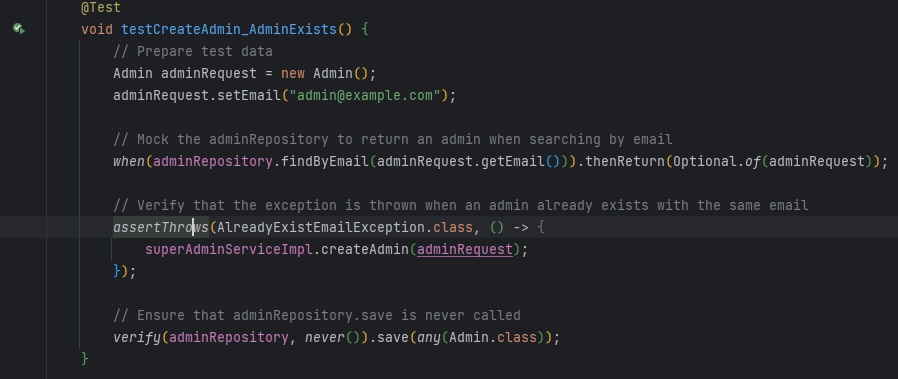 @Test
void testCreateAdmin_AdminExists() {
// Prepare test data
Admin adminRequest = new Admin();
adminRequest.setEmail("admin@example.com");
// Mock the adminRepository to return an admin when searching by email
when(adminRepository.findByEmail(adminRequest.getEmail())).thenReturn(Optional.of(adminRequest));
// Verify that the exception is thrown when an admin already exists with the same email
assertThrows(AlreadyExistEmailException.class, () -> {
superAdminServiceImpl.createAdmin(adminRequest);
});
// Ensure that adminRepository.save is never called
verify(adminRepository, never()).save(any(Admin.class));
}